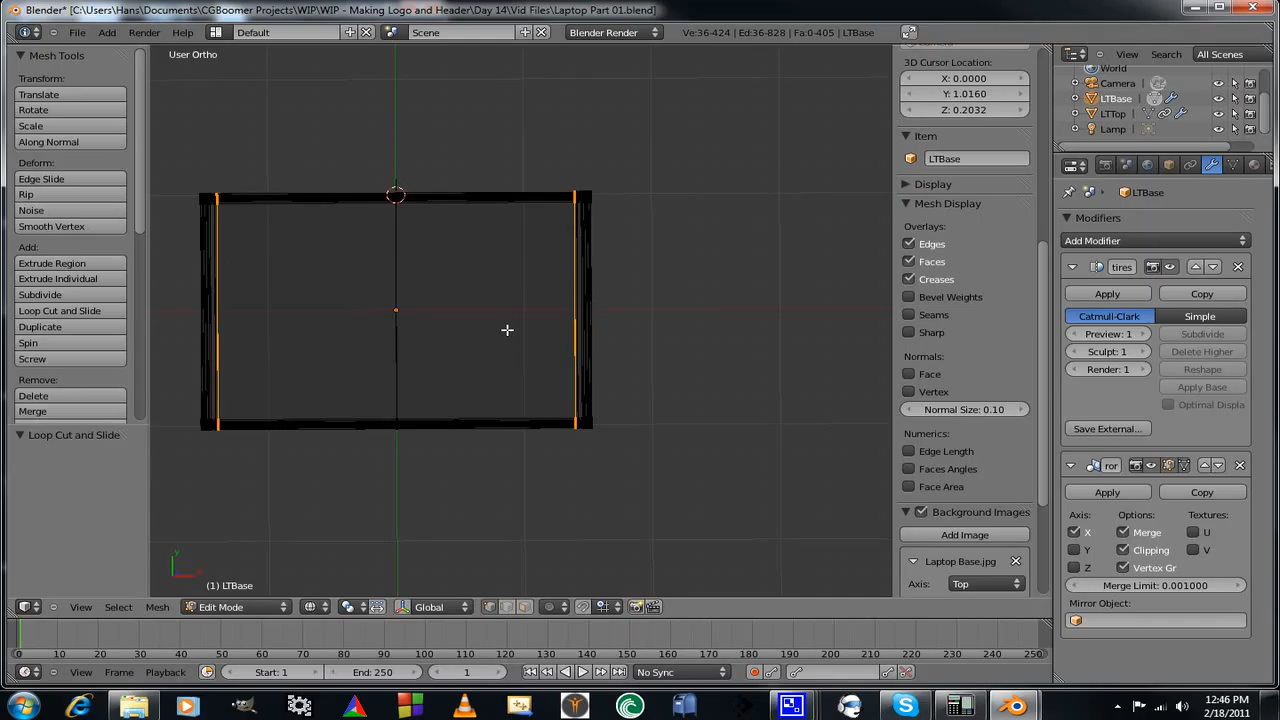 Blender* [C:\Users\Hans\Documents\CGBoomer Projects\WIP\WIP - Making Logo and Header\Day 14\Vid Files\Laptop Part 01.blend]
File Add Render Help Default Scene Blender Render Ve:36-424 | Ed:36-828 | Fa:0-405 | LTBase
Mesh Tools
Transform:
Translate
Rotate
Scale
Along Normal
Deform:
Edge Slide
Rip
Noise
Smooth Vertex
Add:
Extrude Region
Extrude Individual
Subdivide
Loop Cut and Slide
Duplicate
Spin
Screw
Remove:
Delete
Merge
Loop Cut and Slide
User Ortho
(1) LTBase
3D Cursor Location:
X: 0.0000
Y: 1.0160
Z: 0.2032
Item
LTBase
Display
Mesh Display
Overlays:
Edges
Faces
Creases
Bevel Weights
Seams
Sharp
Normals:
Face
Vertex
Normal Size: 0.10
Numerics:
Edge Length
Faces Angles
Face Area
Background Images
Add Image
Laptop Base.jpg
Axis: Top
View Search All Scenes
World
Camera
LTBase
LTTop
Lamp
LTBase
Modifiers
Add Modifier
tires
Apply Copy
Catmull-Clark Simple
Preview: 1 Subdivide
Sculpt: 1 Delete Higher
Render: 1 Reshape
Apply Base
Optimal Displa
Save External...
ror
Apply Copy
Axis: Options: Textures:
X Merge U
Y Clipping V
Z Vertex Gr
Merge Limit: 0.001000
Mirror Object:
View Select Mesh Edit Mode Global
0 10 20 30 40 50 60 70 80 90 100 110 120 130 140 150 160 170 180 190 200 210 220 230 240 250
View Frame Playback Start: 1 End: 250 1 No Sync
12:46 PM
2/18/2011